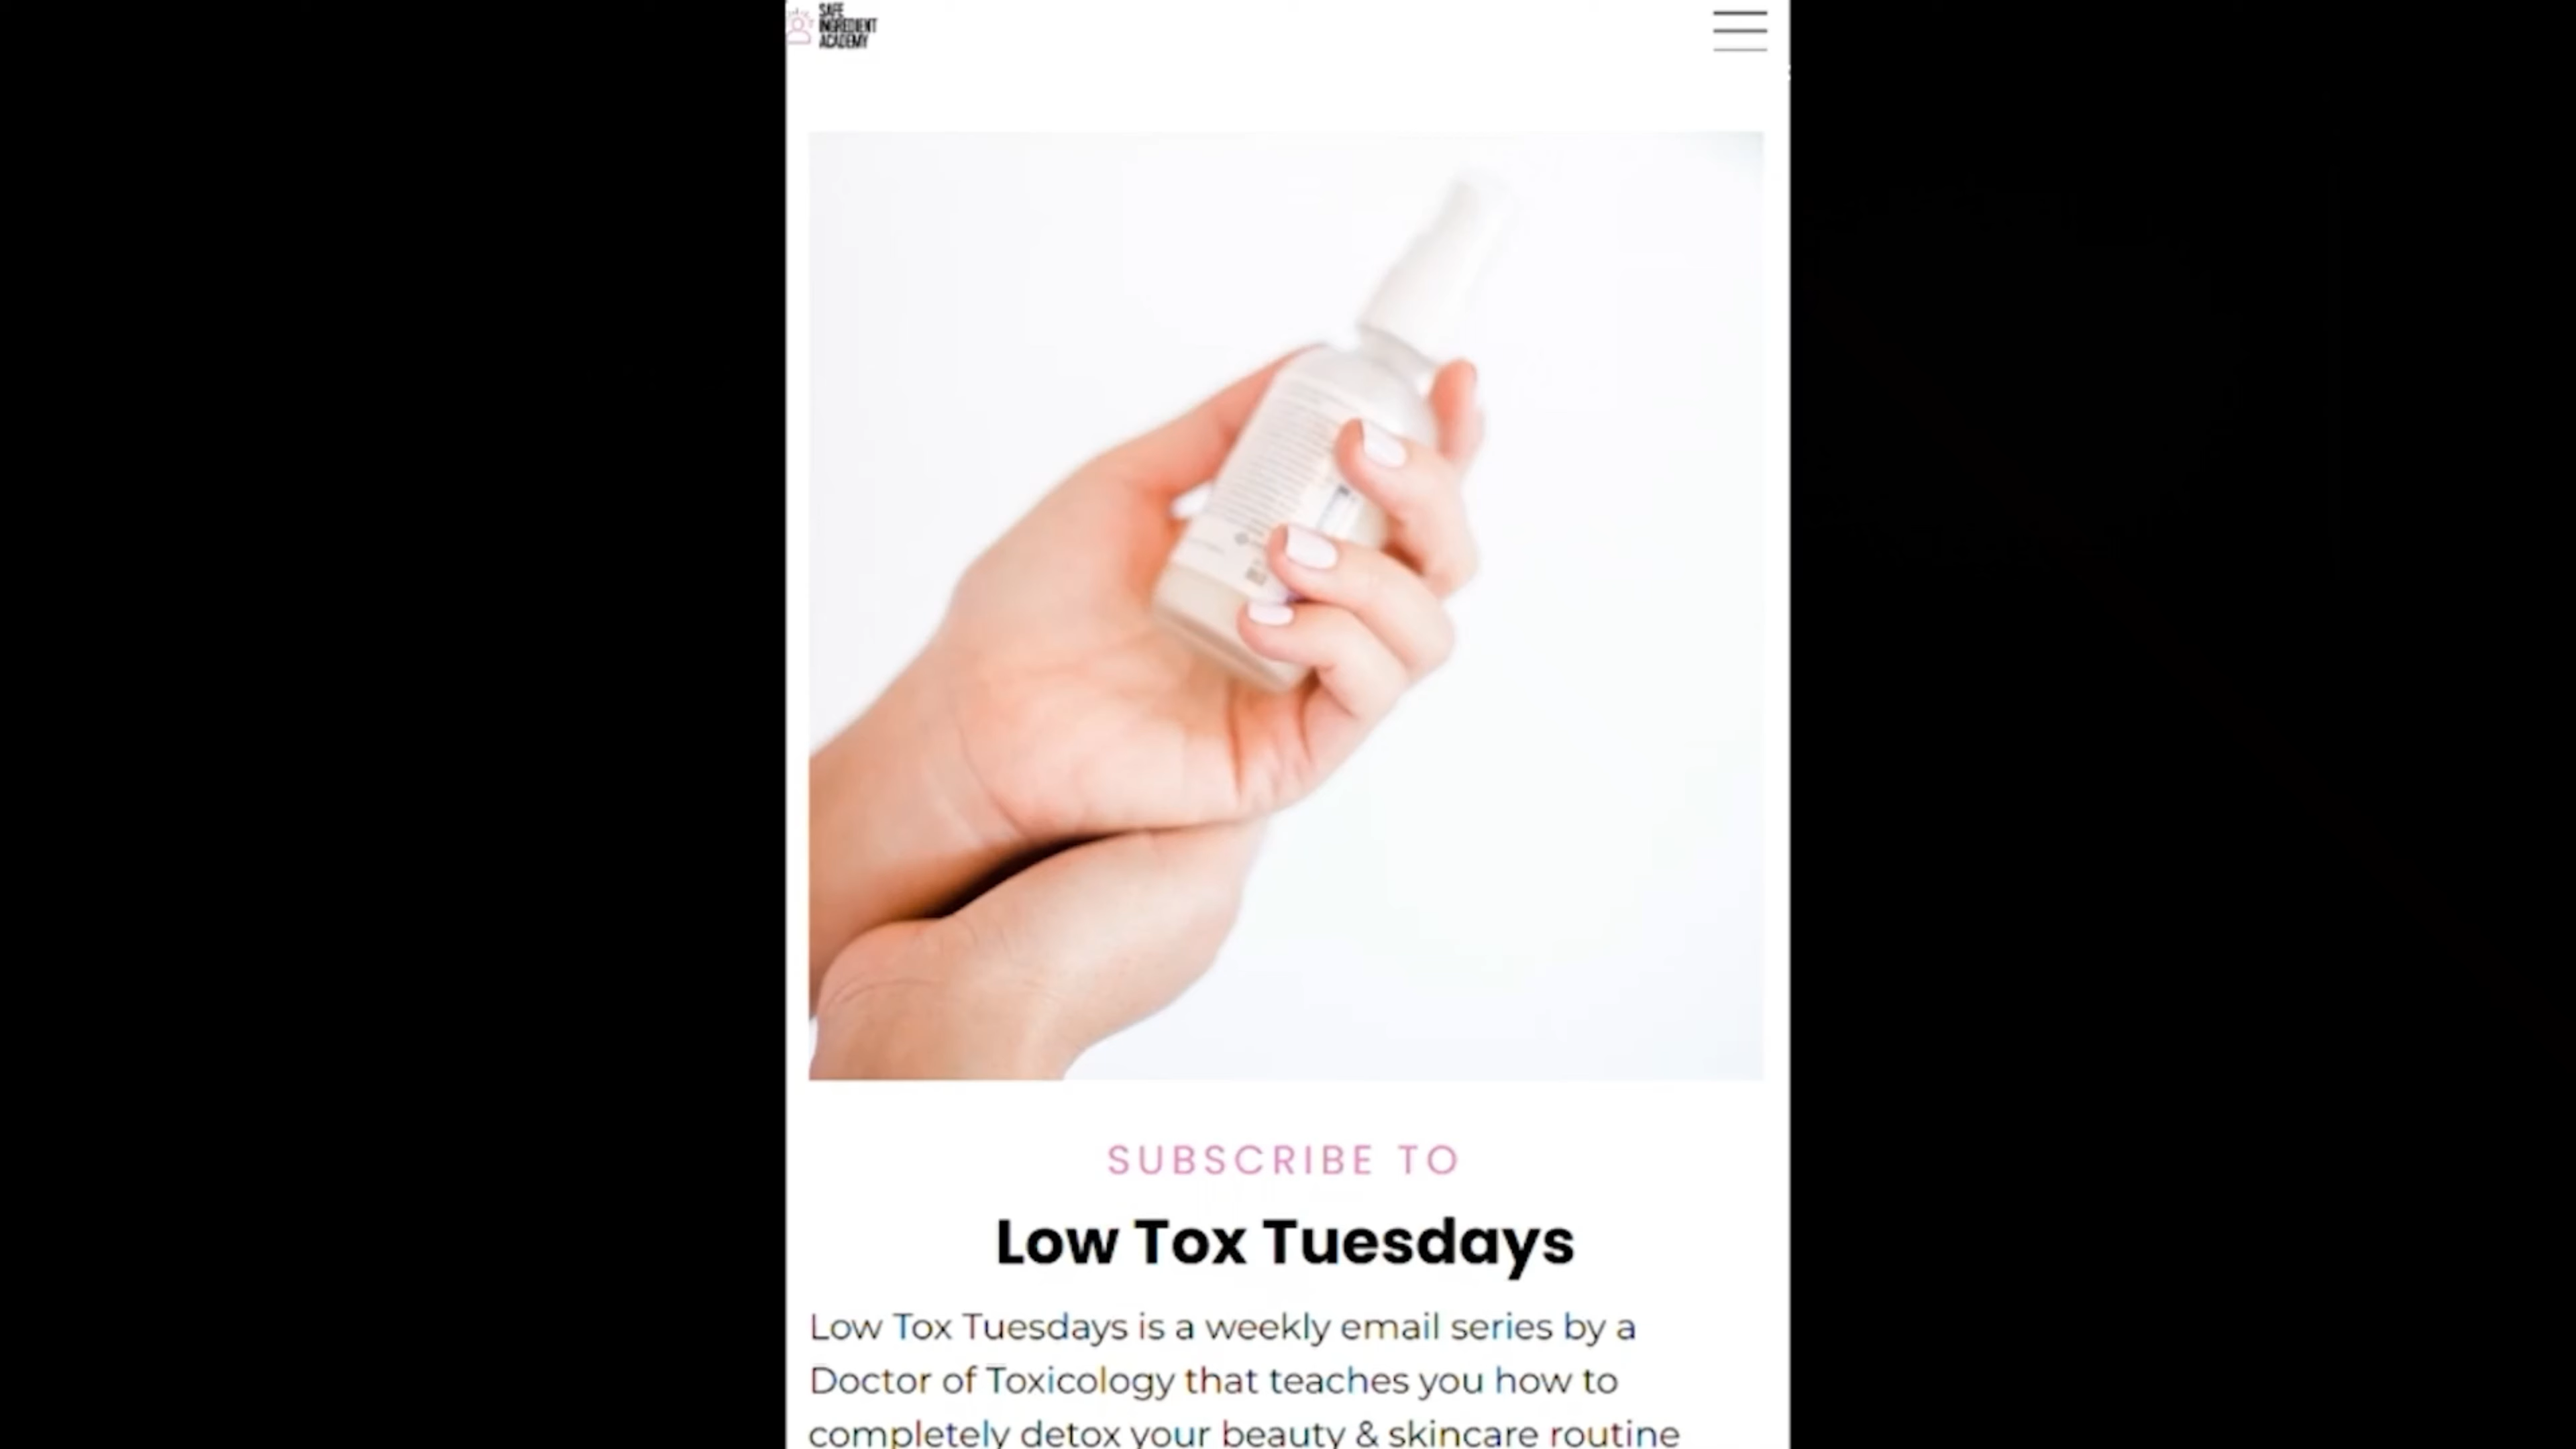 SAFE
INGREDIENT
ACADEMY
SUBSCRIBE TO
Low Tox Tuesdays
Low Tox Tuesdays is a weekly email series by a
Doctor of Toxicology that teaches you how to
completely detox your beauty & skincare routine